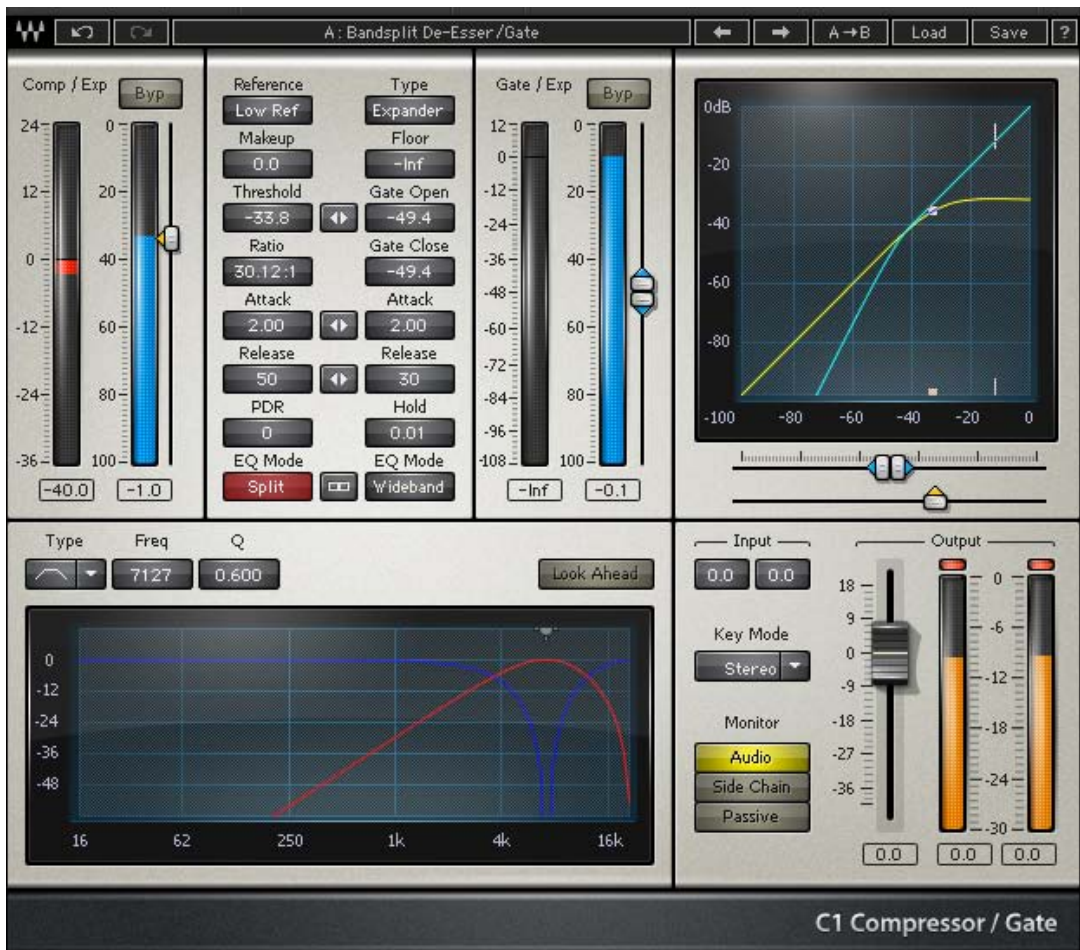 A: Bandsplit De-Esser/Gate
A→B
Load
Save
?
Comp / Exp
Byp
24
12
0
-12
-24
-36
0
20
40
60
80
100
-40.0
-1.0
Reference
Type
Low Ref
Expander
Makeup
Floor
0.0
-Inf
Threshold
Gate Open
-33.8
-49.4
Ratio
Gate Close
30.12:1
-49.4
Attack
Attack
2.00
2.00
Release
Release
50
30
PDR
Hold
0
0.01
EQ Mode
EQ Mode
Split
Wideband
Gate / Exp
Byp
12
0
-12
-24
-36
-48
-60
-72
-84
-96
-108
0
20
40
60
80
100
-Inf
-0.1
0dB
-20
-40
-60
-80
-100
-80
-60
-40
-20
0
Type
Freq
Q
7127
0.600
Look Ahead
0
-12
-24
-36
-48
16
62
250
1k
4k
16k
Input
0.0
0.0
Key Mode
Stereo
Monitor
Audio
Side Chain
Passive
Output
18
9
0
-9
-18
-27
-36
0
-6
-12
-18
-24
-30
0.0
0.0
0.0
C1 Compressor / Gate